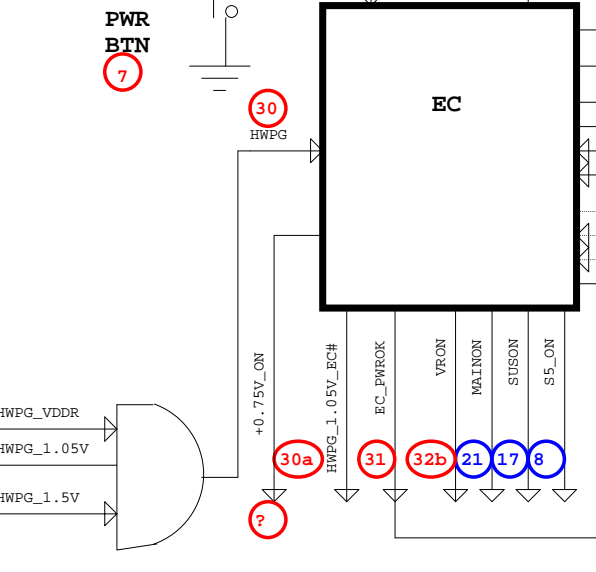 PWR
BTN
7
30
HWPG
EC
+0.75V_ON
HWPG_1.05V_EC#
EC_PWROK
VRON
MAINON
SUSON
S5_ON
HWPG_VDDR
HWPG_1.05V
HWPG_1.5V
30a
31
32b
21
17
8
?